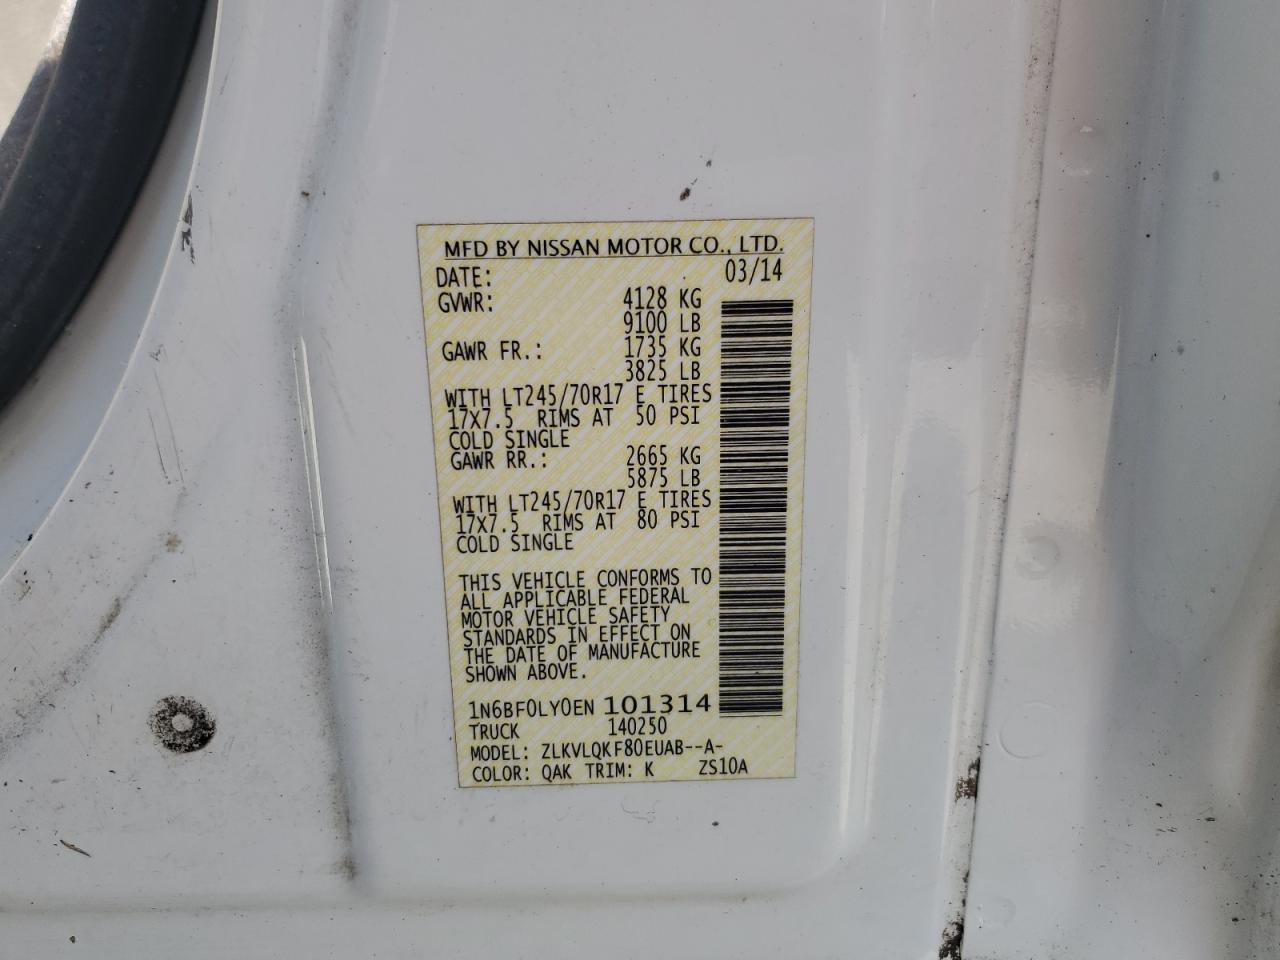 MFD BY NISSAN MOTOR CO., LTD.
DATE: 03/14
GVWR: 4128 KG
9100 LB
GAWR FR.: 1735 KG
3825 LB
WITH LT245/70R17 E TIRES
17X7.5 RIMS AT 50 PSI
COLD SINGLE
GAWR RR.: 2665 KG
5875 LB
WITH LT245/70R17 E TIRES
17X7.5 RIMS AT 80 PSI
COLD SINGLE
THIS VEHICLE CONFORMS TO
ALL APPLICABLE FEDERAL
MOTOR VEHICLE SAFETY
STANDARDS IN EFFECT ON
THE DATE OF MANUFACTURE
SHOWN ABOVE.
1N6BF0LY0EN 101314
TRUCK 140250
MODEL: ZLKVLQKF80EUAB--A-
COLOR: QAK TRIM: K ZS10A